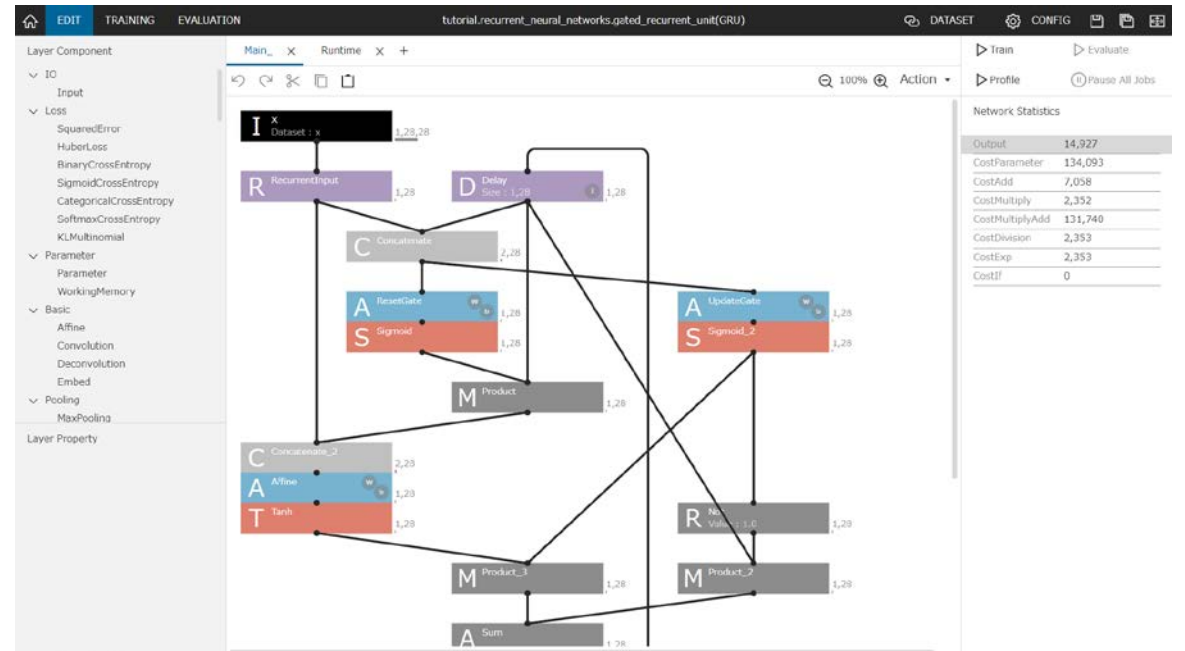 EDIT TRAINING EVALUATION tutorial.recurrent_neural_networks.gated_recurrent_unit(GRU) DATASET CONFIG
Layer Component
IO
Input
Loss
SquaredError
HuberLoss
BinaryCrossEntropy
SigmoidCrossEntropy
CategoricalCrossEntropy
SoftmaxCrossEntropy
KLMultinomial
Parameter
Parameter
WorkingMemory
Basic
Affine
Convolution
Deconvolution
Embed
Pooling
MaxPooling
Layer Property
Main_ x Runtime x +
100% Action
I X
Dataset : x
1,28,28
R RecurrentInput
1,28
D Delay
Size : 1,28
1,28
C Concatenate
2,28
A ResetGate W b
1,28
S Sigmoid
1,28
A UpdateGate W b
1,28
S Sigmoid_2
1,28
M Product
1,28
C Concatenate_2
2,28
A Affine W b
1,28
T Tanh
1,28
R Not
Value : 1.0
1,28
M Product_3
1,28
M Product_2
1,28
A Sum
1,28
Train Evaluate
Profile Pause All Jobs
Network Statistics
Output 14,927
CostParameter 134,093
CostAdd 7,058
CostMultiply 2,352
CostMultiplyAdd 131,740
CostDivision 2,353
CostExp 2,353
CostIf 0